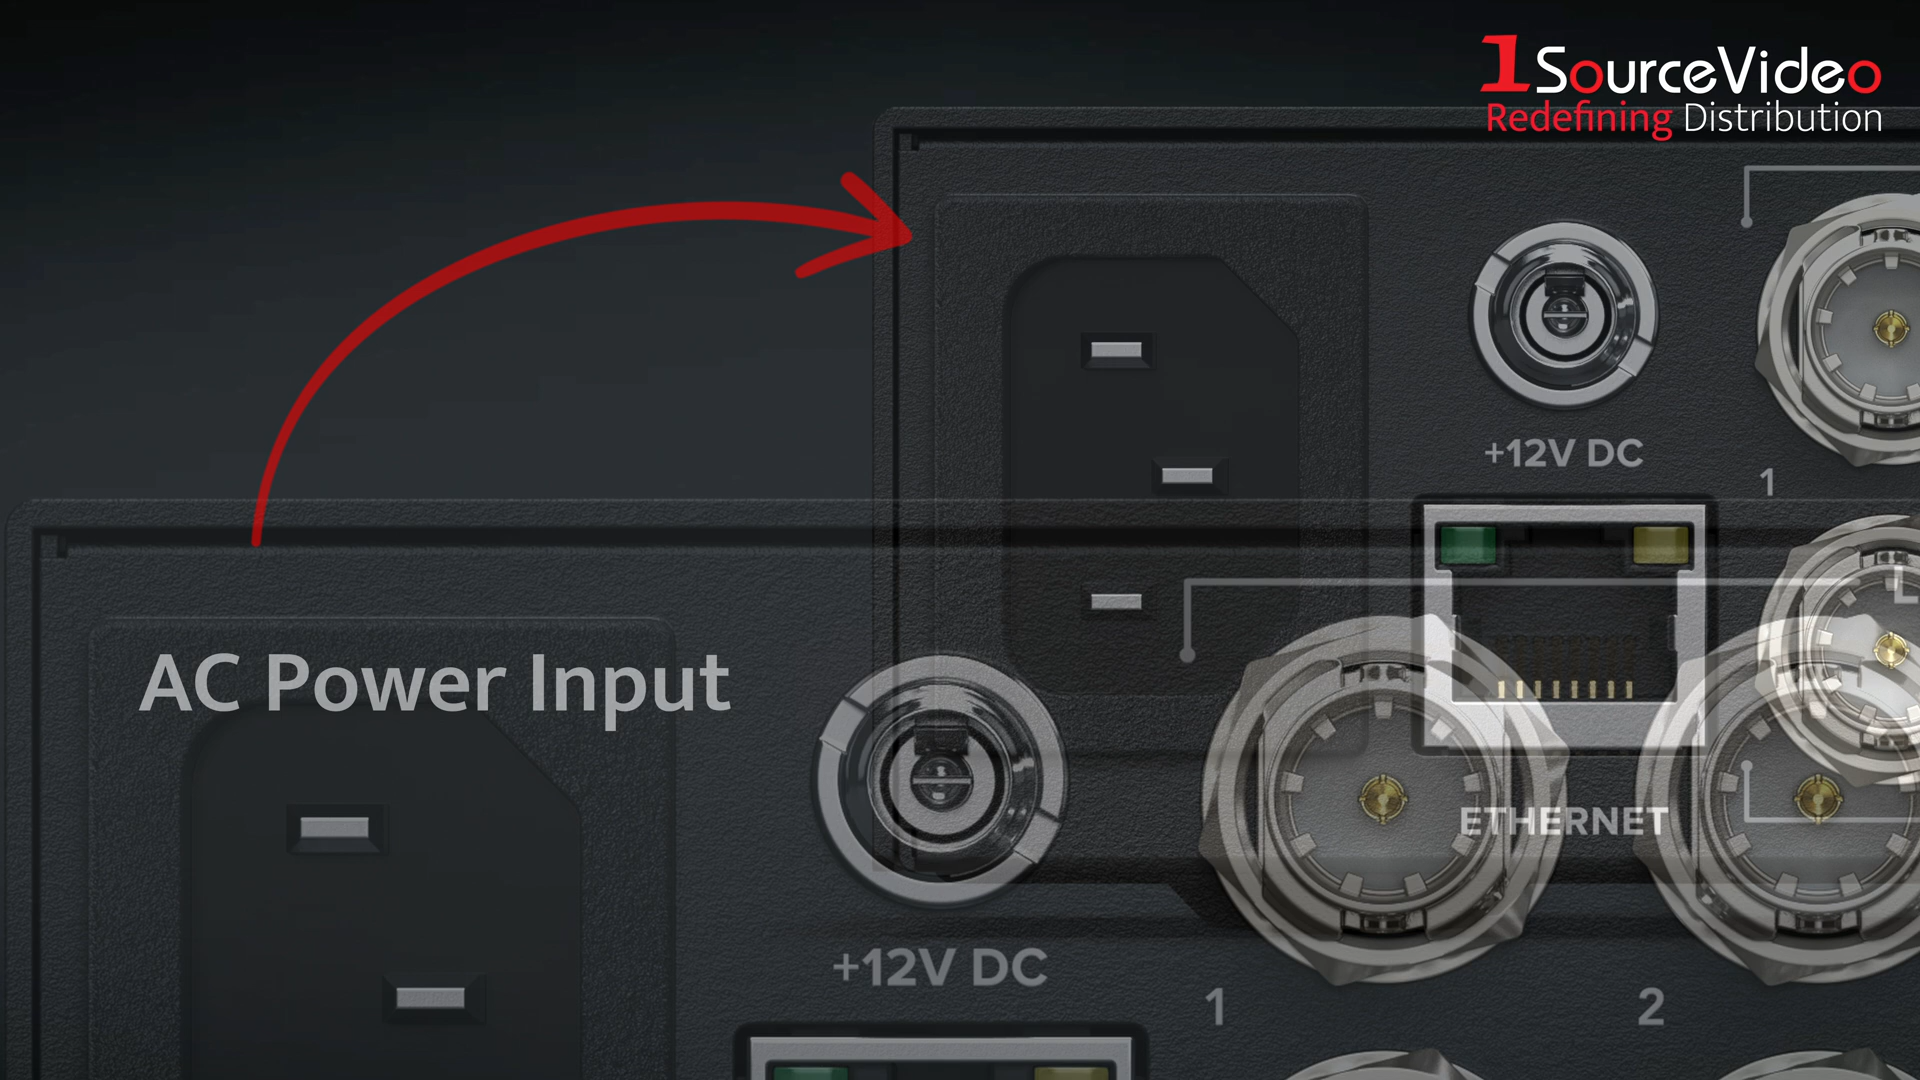 1SourceVideo
Redefining Distribution
+12V DC
1
L
AC Power Input
ETHERNET
+12V DC
1
2